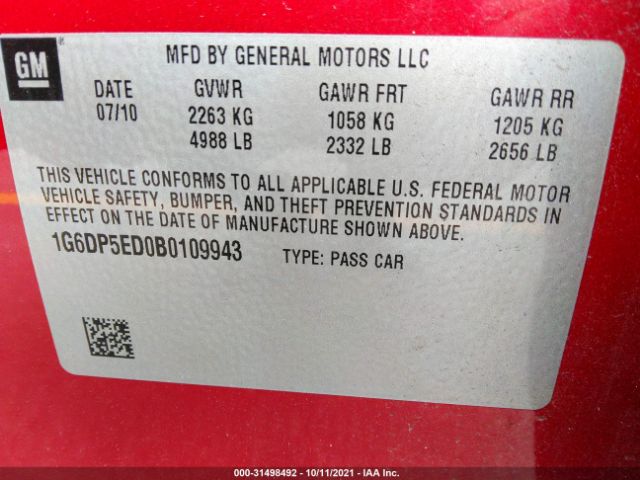 GM
MFD BY GENERAL MOTORS LLC
DATE GVWR GAWR FRT GAWR RR
07/10 2263 KG 1058 KG 1205 KG
4988 LB 2332 LB 2656 LB
THIS VEHICLE CONFORMS TO ALL APPLICABLE U.S. FEDERAL MOTOR
VEHICLE SAFETY, BUMPER, AND THEFT PREVENTION STANDARDS IN
EFFECT ON THE DATE OF MANUFACTURE SHOWN ABOVE.
1G6DP5ED0B0109943 TYPE: PASS CAR
000-31498492 - 10/11/2021 - IAA Inc.